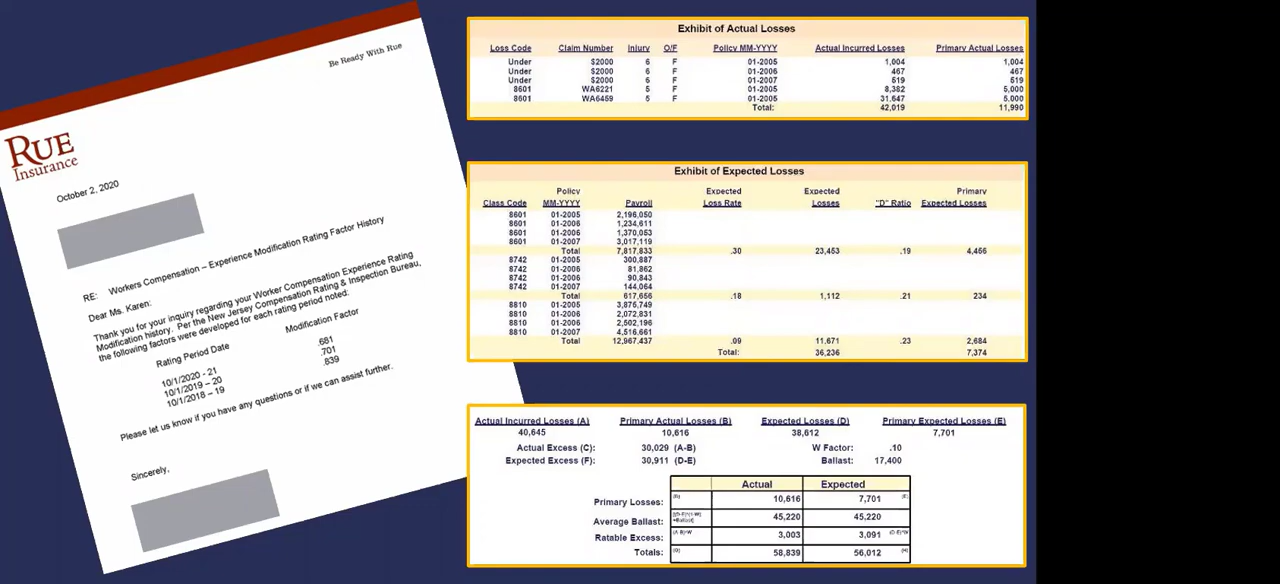 Be Ready With Rue
RUE
Insurance
October 2, 2020
RE: Workers Compensation – Experience Modification Rating Factor History
Dear Ms. Karen:
Thank you for your inquiry regarding your Worker Compensation Experience Rating
Modification history. Per the New Jersey Compensation Rating & Inspection Bureau,
the following factors were developed for each rating period noted:
Rating Period Date Modification Factor
10/1/2020 - 21 .681
10/1/2019 – 20 .701
10/1/2018 – 19 .839
Please let us know if you have any questions or if we can assist further.
Sincerely,
Exhibit of Actual Losses
Loss Code Claim Number Injury O/F Policy MM-YYYY Actual Incurred Losses Primary Actual Losses
Under $2000 6 F 01-2005 1,004 1,004
Under $2000 6 F 01-2006 467 467
Under $2000 6 F 01-2007 519 519
8601 WA6221 5 F 01-2005 8,382 5,000
8601 WA6459 5 F 01-2005 31,647 5,000
Total: 42,019 11,990
Exhibit of Expected Losses
Policy Expected Expected Primary
Class Code MM-YYYY Payroll Loss Rate Losses "D" Ratio Expected Losses
8601 01-2005 2,196,050
8601 01-2006 1,234,611
8601 01-2006 1,370,053
8601 01-2007 3,017,119
Total 7,817,833 .30 23,453 .19 4,456
8742 01-2005 300,887
8742 01-2006 81,862
8742 01-2006 90,843
8742 01-2007 144,064
Total 617,656 .18 1,112 .21 234
8810 01-2005 3,875,749
8810 01-2006 2,072,831
8810 01-2006 2,502,196
8810 01-2007 4,516,661
Total 12,967,437 .09 11,671 .23 2,684
Total: 36,236 7,374
Actual Incurred Losses (A) Primary Actual Losses (B) Expected Losses (D) Primary Expected Losses (E)
40,645 10,616 38,612 7,701
Actual Excess (C): 30,029 (A-B) W Factor: .10
Expected Excess (F): 30,911 (D-E) Ballast: 17,400
Actual Expected
Primary Losses: (B) 10,616 7,701 (E)
Average Ballast: 45,220 45,220
Ratable Excess: (A-B)*W 3,003 3,091 (D-E)*W
Totals: (G) 58,839 56,012 (H)